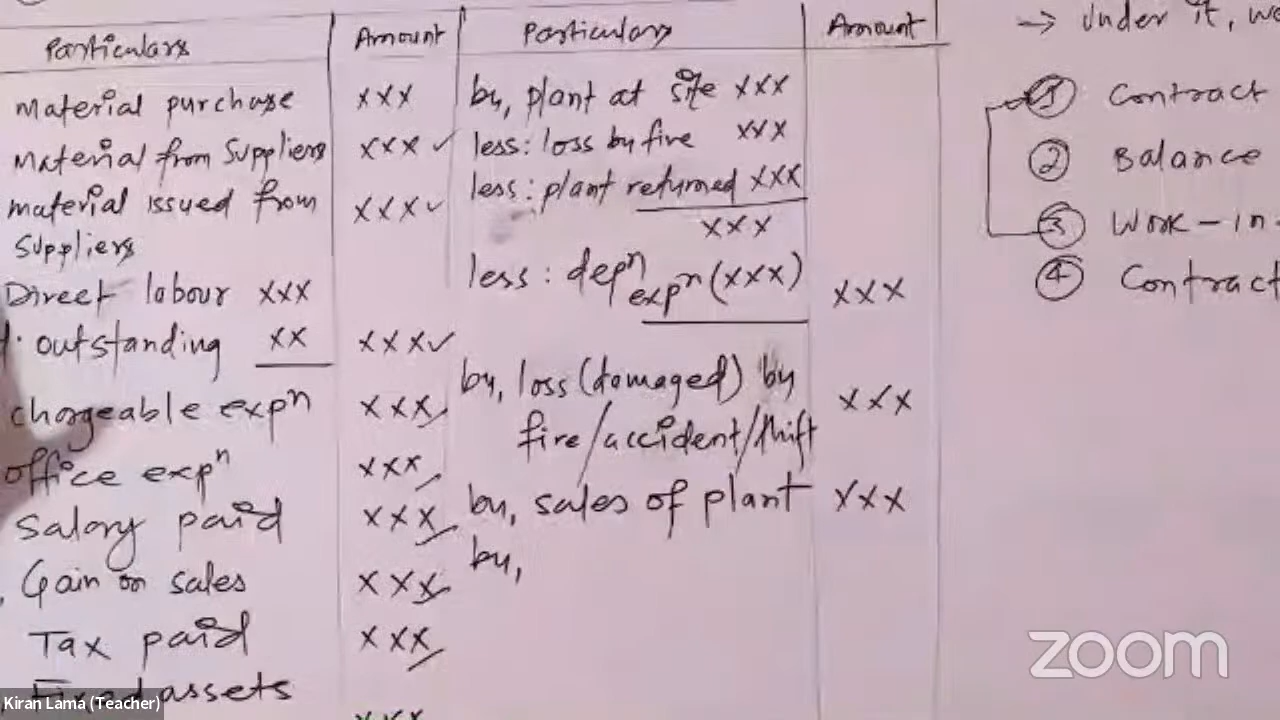 Particulars
Amount
Particulars
Amount
Material purchase xxx
Material from Suppliers xxx
material issued from xxx
Suppliers
Direct labour xxx
outstanding xx xxx
chargeable expn xxx
office expn xxx
Salary paid xxx
Gain on sales xxx
Tax paid xxx
Fixed assets
xxx
by, plant at site xxx
less: loss by fire xxx
less: plant returned xxx
xxx
less: depn expn (xxx) xxx
by, loss (damaged) by xxx
fire/accident/thift
by, sales of plant xxx
by,
→ Under it, we
① Contract
② Balance
③ Work-in-
④ Contract
zoom
Kiran Lama (Teacher)